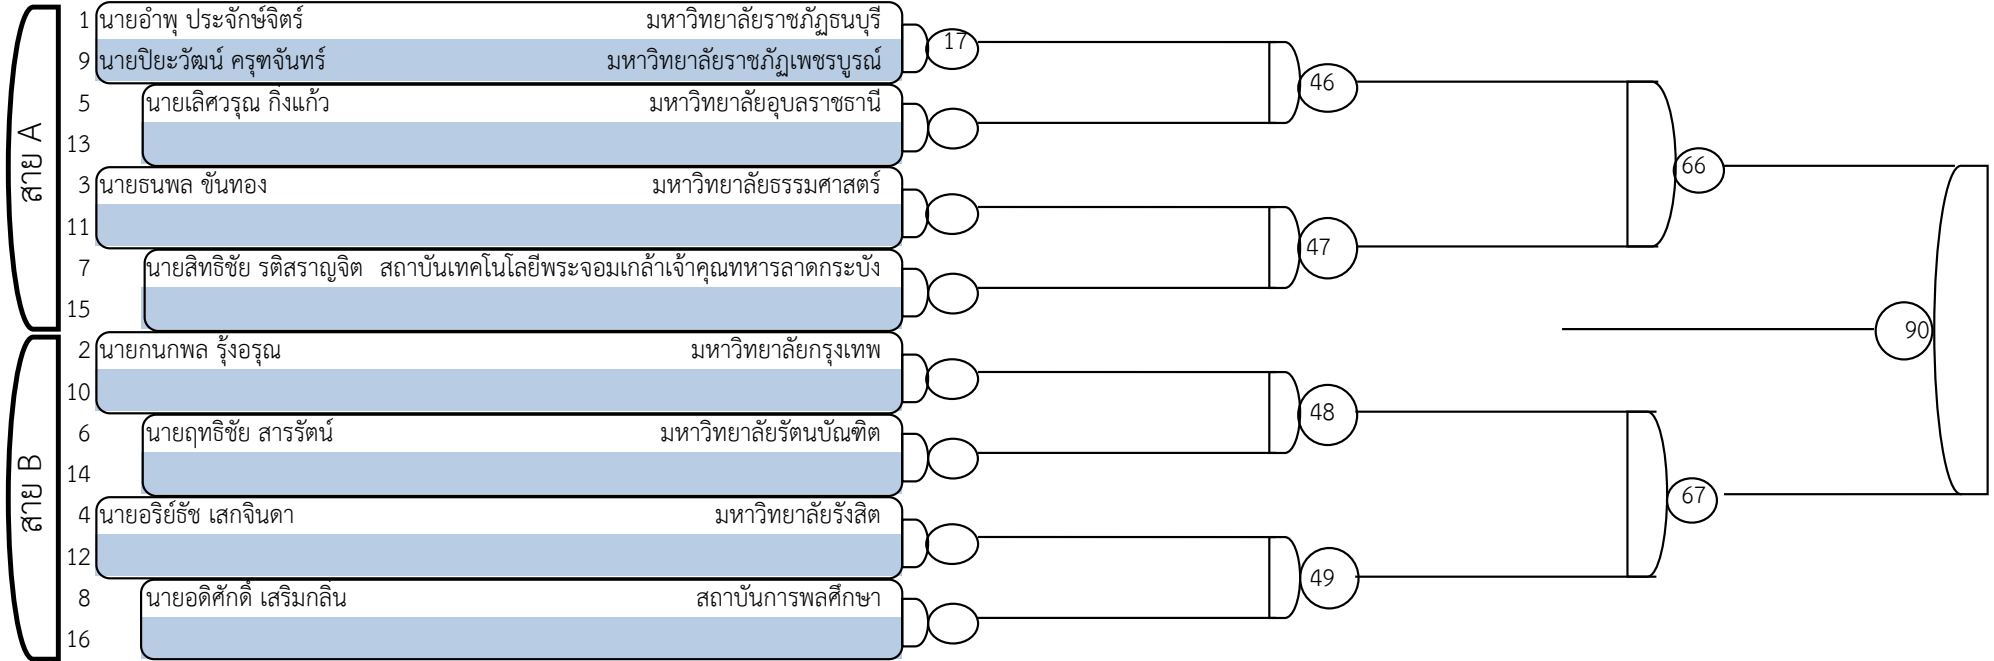 สาย A
1 นายอำพุ ประจักษ์จิตร์ มหาวิทยาลัยราชภัฏธนบุรี
9 นายปิยะวัฒน์ ครุฑจันทร์ มหาวิทยาลัยราชภัฏเพชรบูรณ์
17
5 นายเลิศวรุณ กิ่งแก้ว มหาวิทยาลัยอุบลราชธานี
13
46
3 นายธนพล ขันทอง มหาวิทยาลัยธรรมศาสตร์
11
66
7 นายสิทธิชัย รติสราญจิต สถาบันเทคโนโลยีพระจอมเกล้าเจ้าคุณทหารลาดกระบัง
15
47
90
สาย B
2 นายกนกพล รุ้งอรุณ มหาวิทยาลัยกรุงเทพ
10
6 นายฤทธิชัย สารรัตน์ มหาวิทยาลัยรัตนบัณฑิต
14
48
4 นายอริย์ธัช เสกจินดา มหาวิทยาลัยรังสิต
12
67
8 นายอดิศักดิ์ เสริมกลิ่น สถาบันการพลศึกษา
16
49